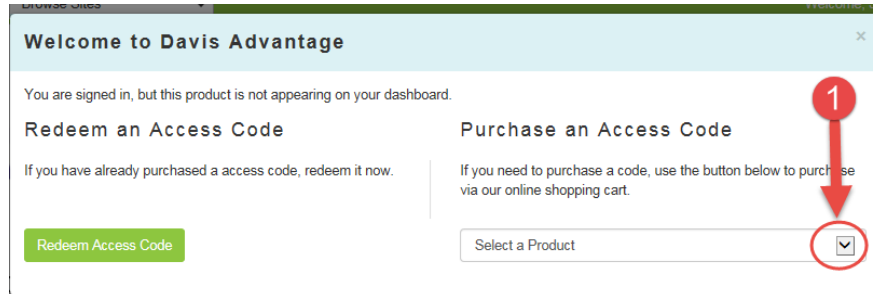 Browse Sites
Welcome to Davis Advantage
×
You are signed in, but this product is not appearing on your dashboard.
1
Redeem an Access Code
If you have already purchased a access code, redeem it now.
Redeem Access Code
Purchase an Access Code
If you need to purchase a code, use the button below to purchase
via our online shopping cart.
Select a Product